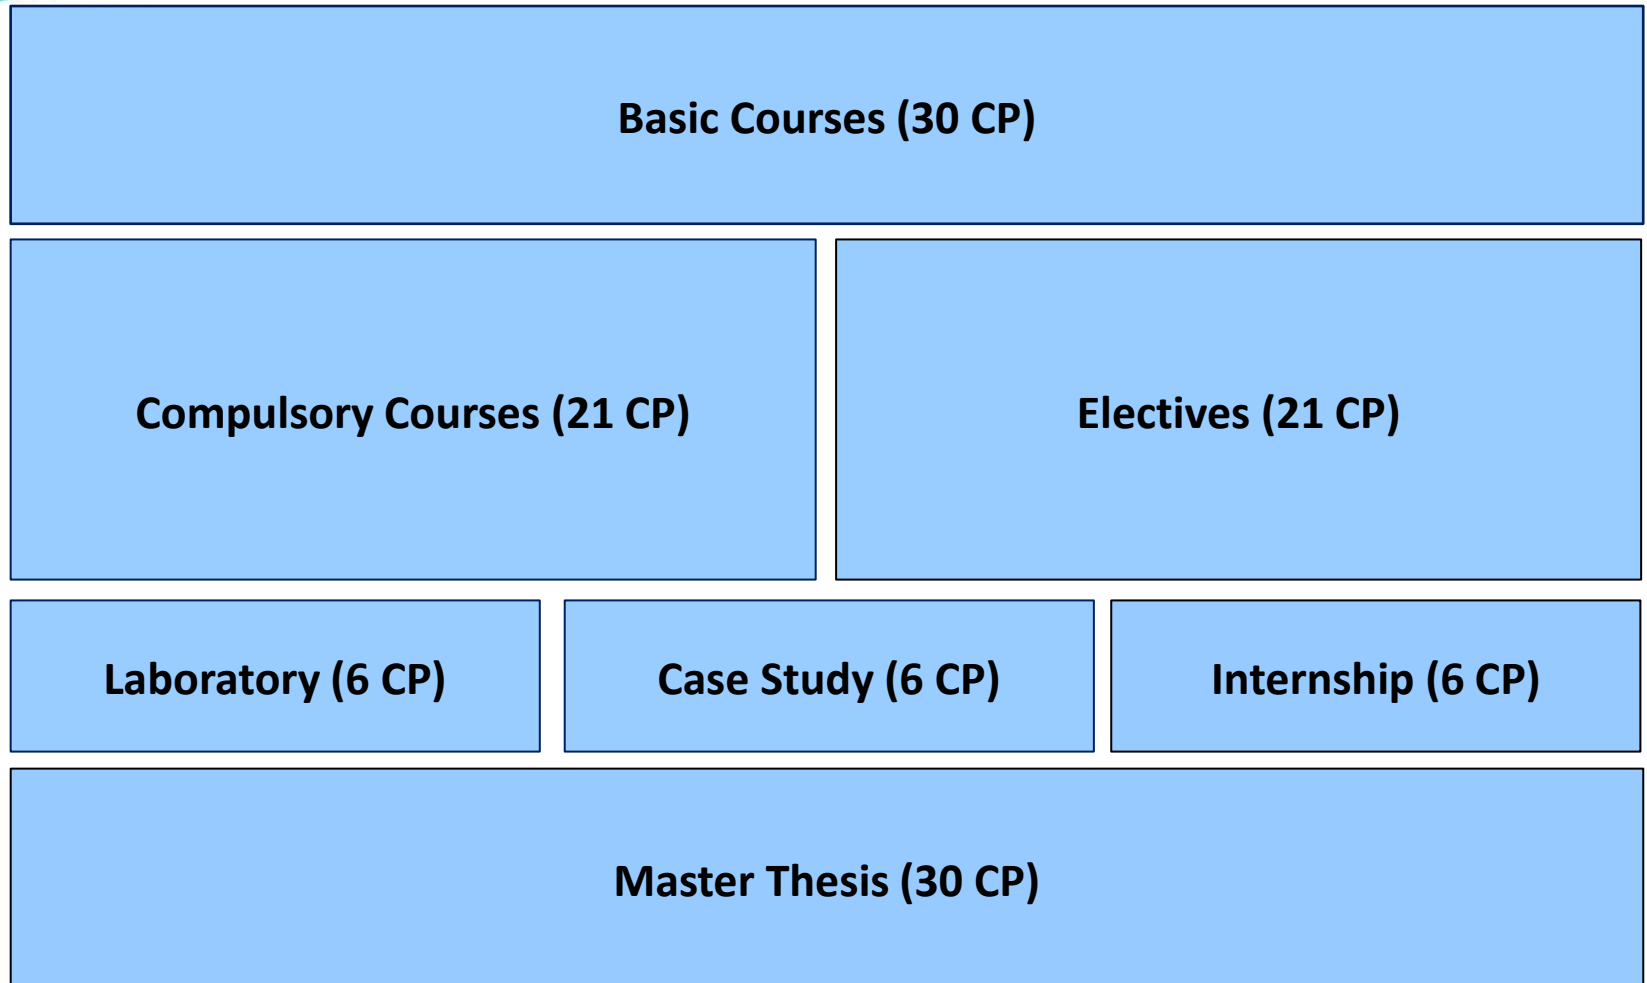 Basic Courses (30 CP)
Compulsory Courses (21 CP)
Electives (21 CP)
Laboratory (6 CP)
Case Study (6 CP)
Internship (6 CP)
Master Thesis (30 CP)